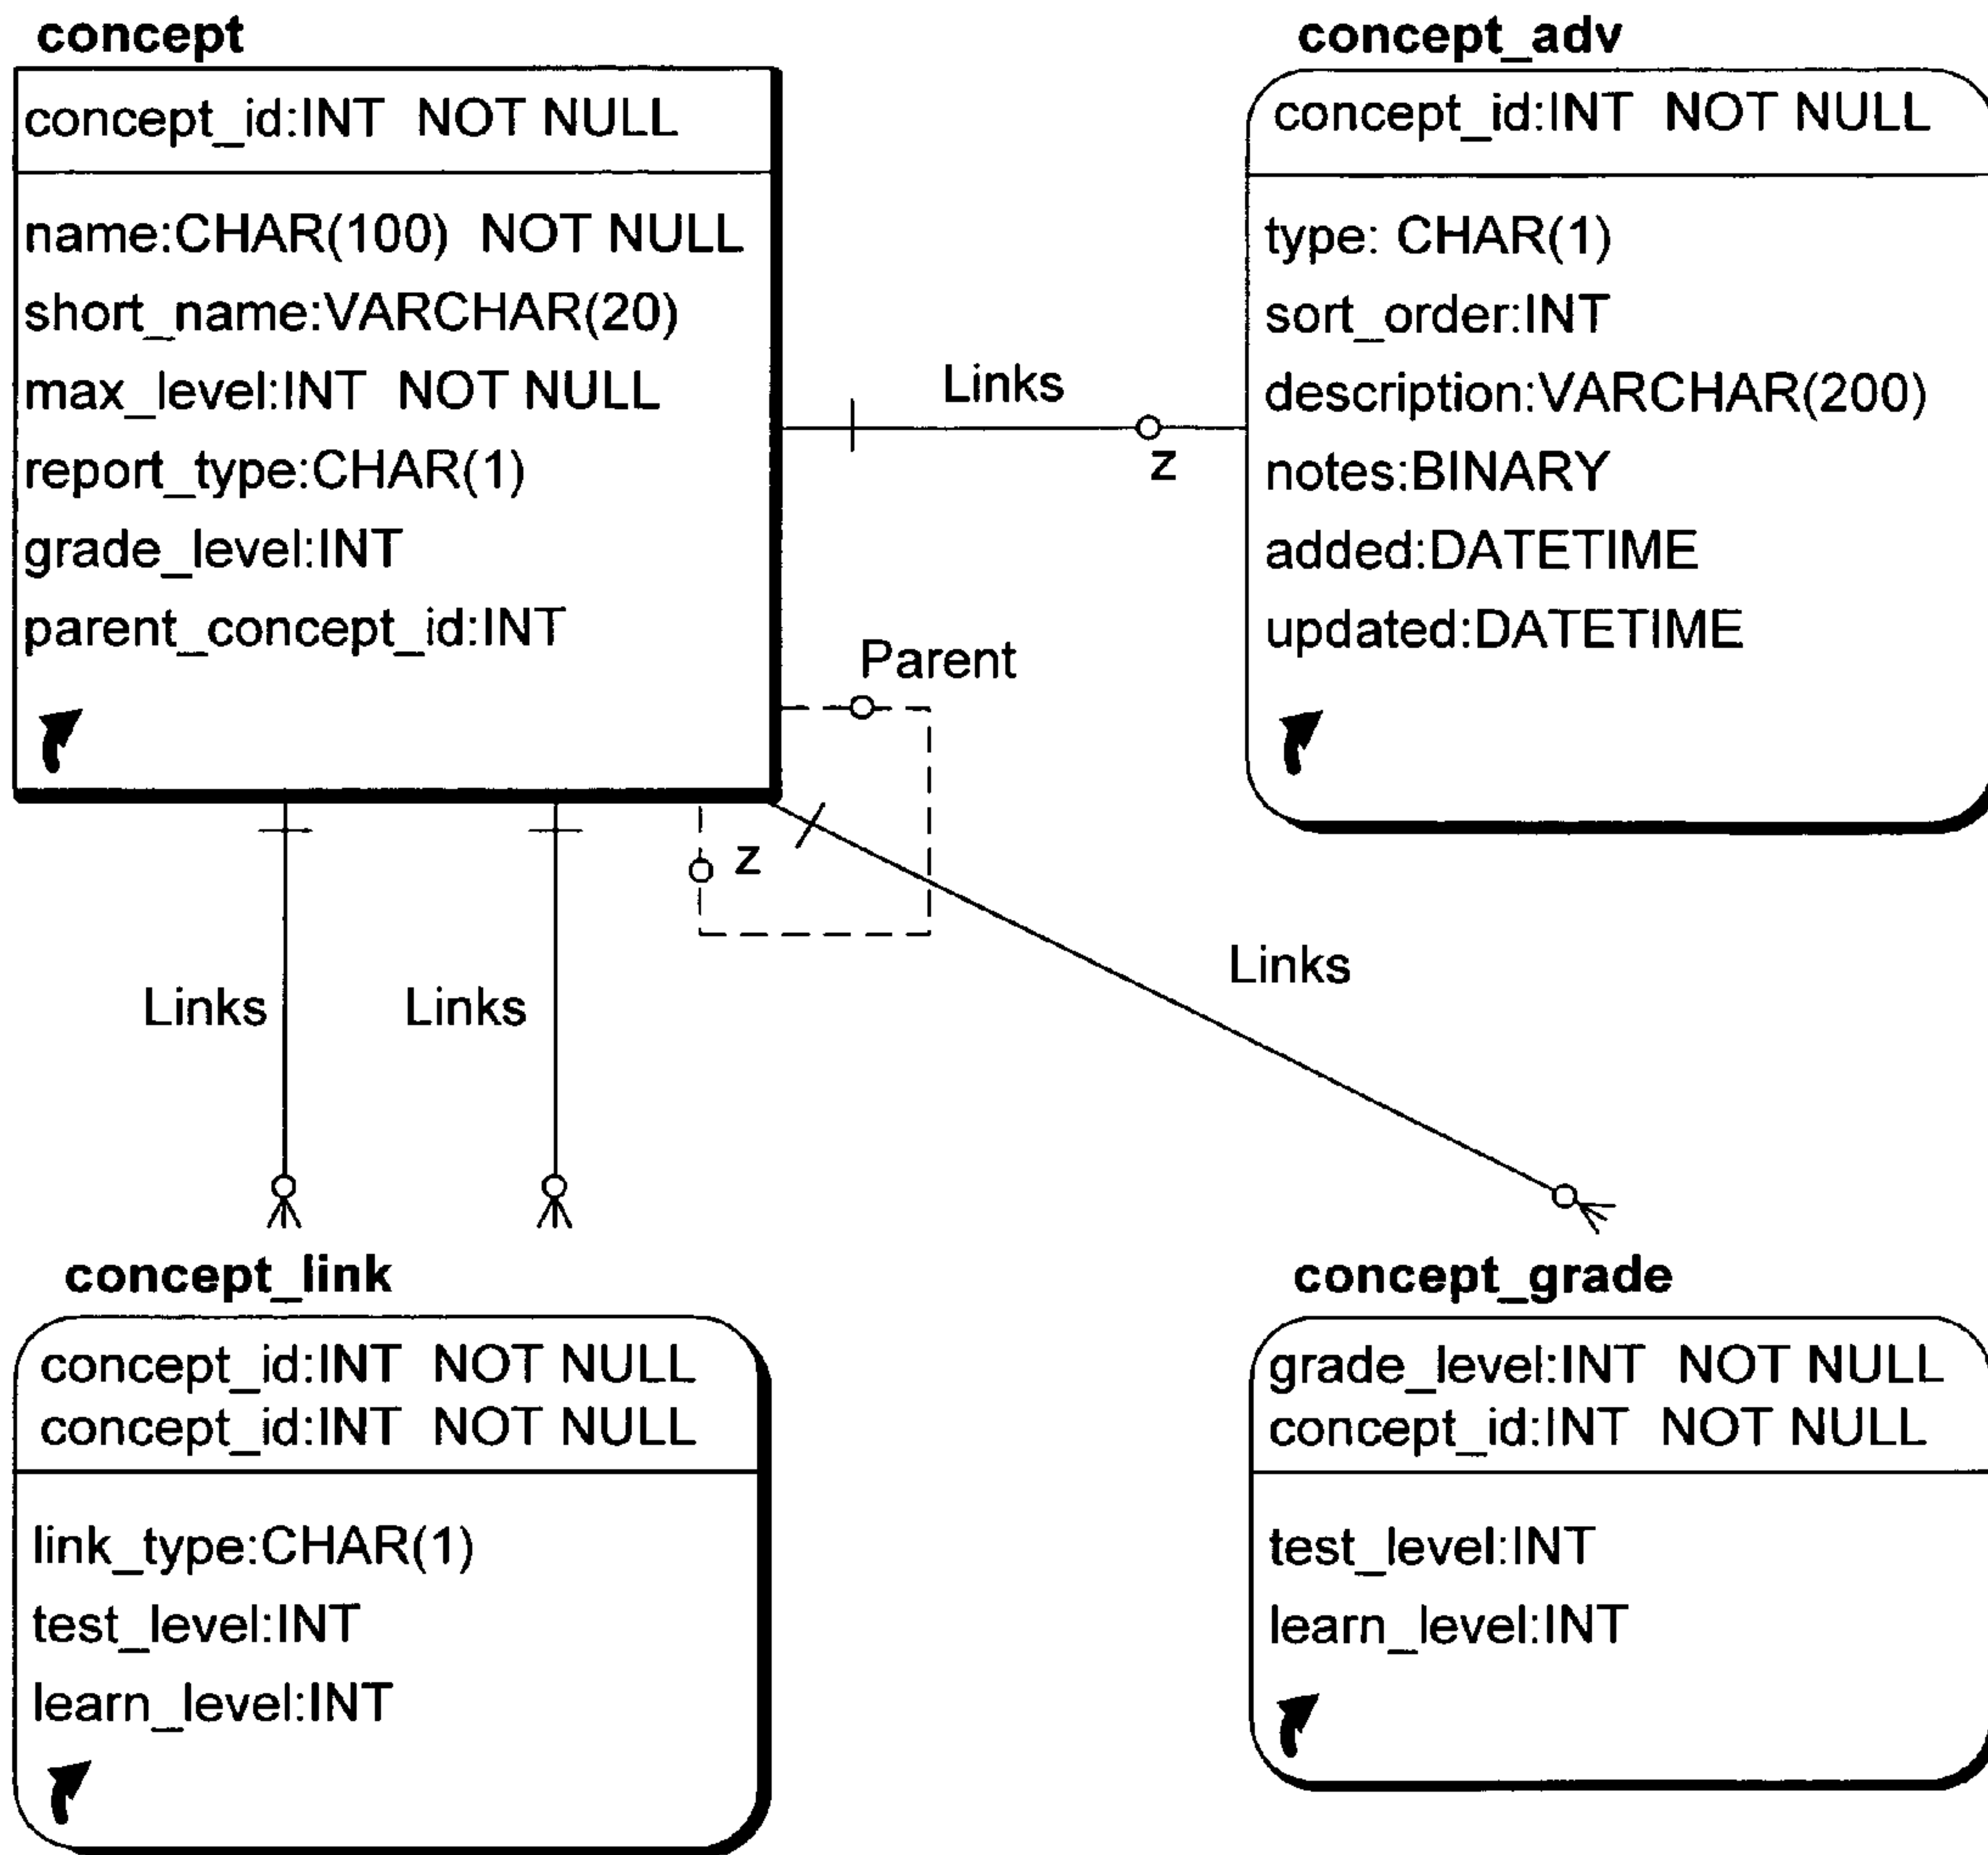 concept
concept_id:INT NOT NULL
name:CHAR(100) NOT NULL
short_name:VARCHAR(20)
max_level:INT NOT NULL
report_type:CHAR(1)
grade_level:INT
parent_concept_id:INT
concept_adv
concept_id:INT NOT NULL
type: CHAR(1)
sort_order:INT
description:VARCHAR(200)
notes:BINARY
added:DATETIME
updated:DATETIME
Links
z
Parent
z
Links
Links
Links
concept_link
concept_id:INT NOT NULL
concept_id:INT NOT NULL
link_type:CHAR(1)
test_level:INT
learn_level:INT
concept_grade
grade_level:INT NOT NULL
concept_id:INT NOT NULL
test_level:INT
learn_level:INT